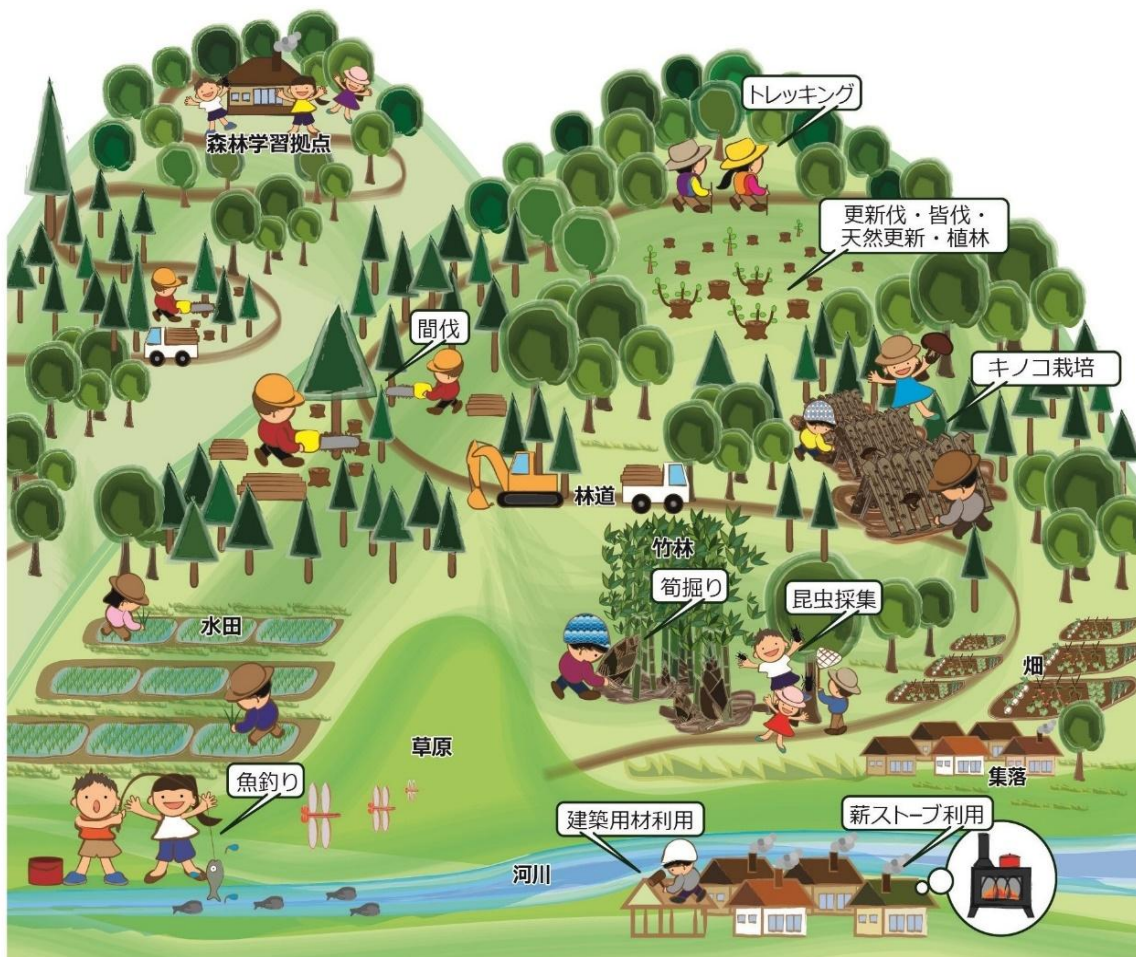 トレッキング
森林学習拠点
更新伐・皆伐・
天然更新・植林
間伐
キノコ栽培
林道
竹林
筍掘り
昆虫採集
水田
畑
草原
集落
魚釣り
建築用材利用
薪ストーブ利用
河川